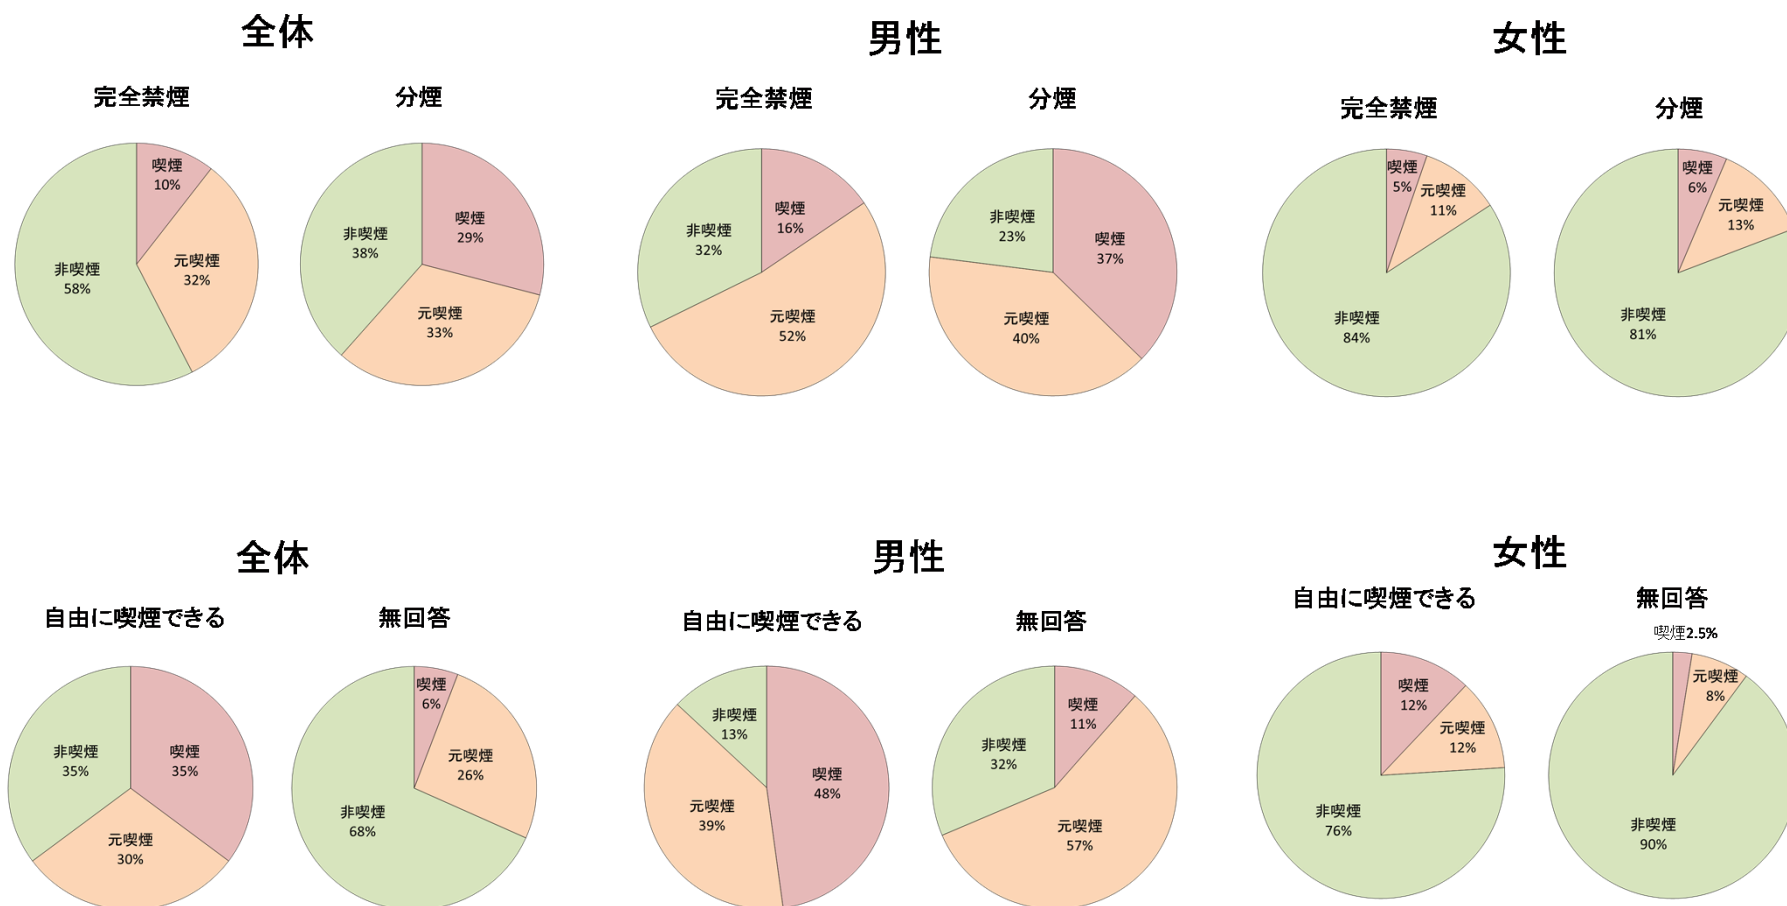 全体
完全禁煙
喫煙
10%
元喫煙
32%
非喫煙
58%
分煙
喫煙
29%
元喫煙
33%
非喫煙
38%
男性
完全禁煙
喫煙
16%
元喫煙
52%
非喫煙
32%
分煙
喫煙
37%
元喫煙
40%
非喫煙
23%
女性
完全禁煙
喫煙
5%
元喫煙
11%
非喫煙
84%
分煙
喫煙
6%
元喫煙
13%
非喫煙
81%
全体
自由に喫煙できる
喫煙
35%
元喫煙
30%
非喫煙
35%
無回答
喫煙
6%
元喫煙
26%
非喫煙
68%
男性
自由に喫煙できる
喫煙
48%
元喫煙
39%
非喫煙
13%
無回答
喫煙
11%
元喫煙
57%
非喫煙
32%
女性
自由に喫煙できる
喫煙
12%
元喫煙
12%
非喫煙
76%
無回答
喫煙2.5%
元喫煙
8%
非喫煙
90%